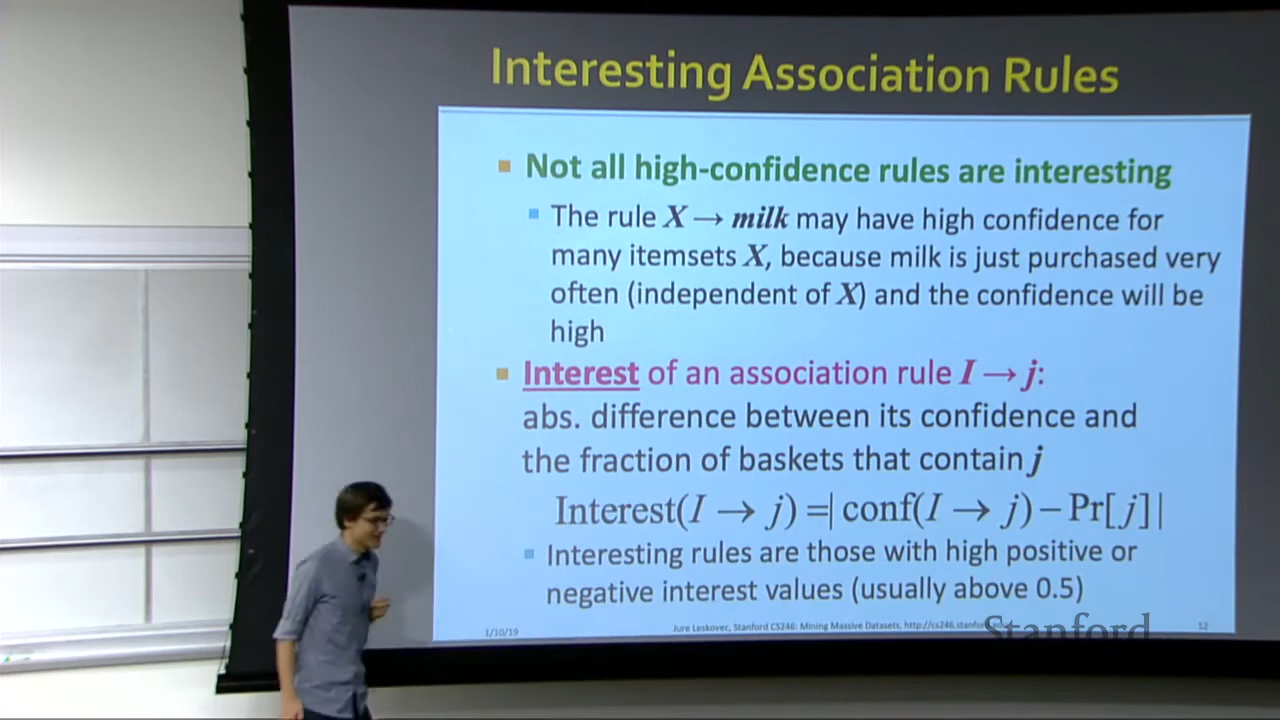 Interesting Association Rules
Not all high-confidence rules are interesting
The rule X → milk may have high confidence for
many itemsets X, because milk is just purchased very
often (independent of X) and the confidence will be
high
Interest of an association rule I → j:
abs. difference between its confidence and
the fraction of baskets that contain j
Interest(I → j) =| conf(I → j) − Pr[j]|
Interesting rules are those with high positive or
negative interest values (usually above 0.5)
1/10/19
Jure Leskovec, Stanford CS246: Mining Massive Datasets,
12
Stanford